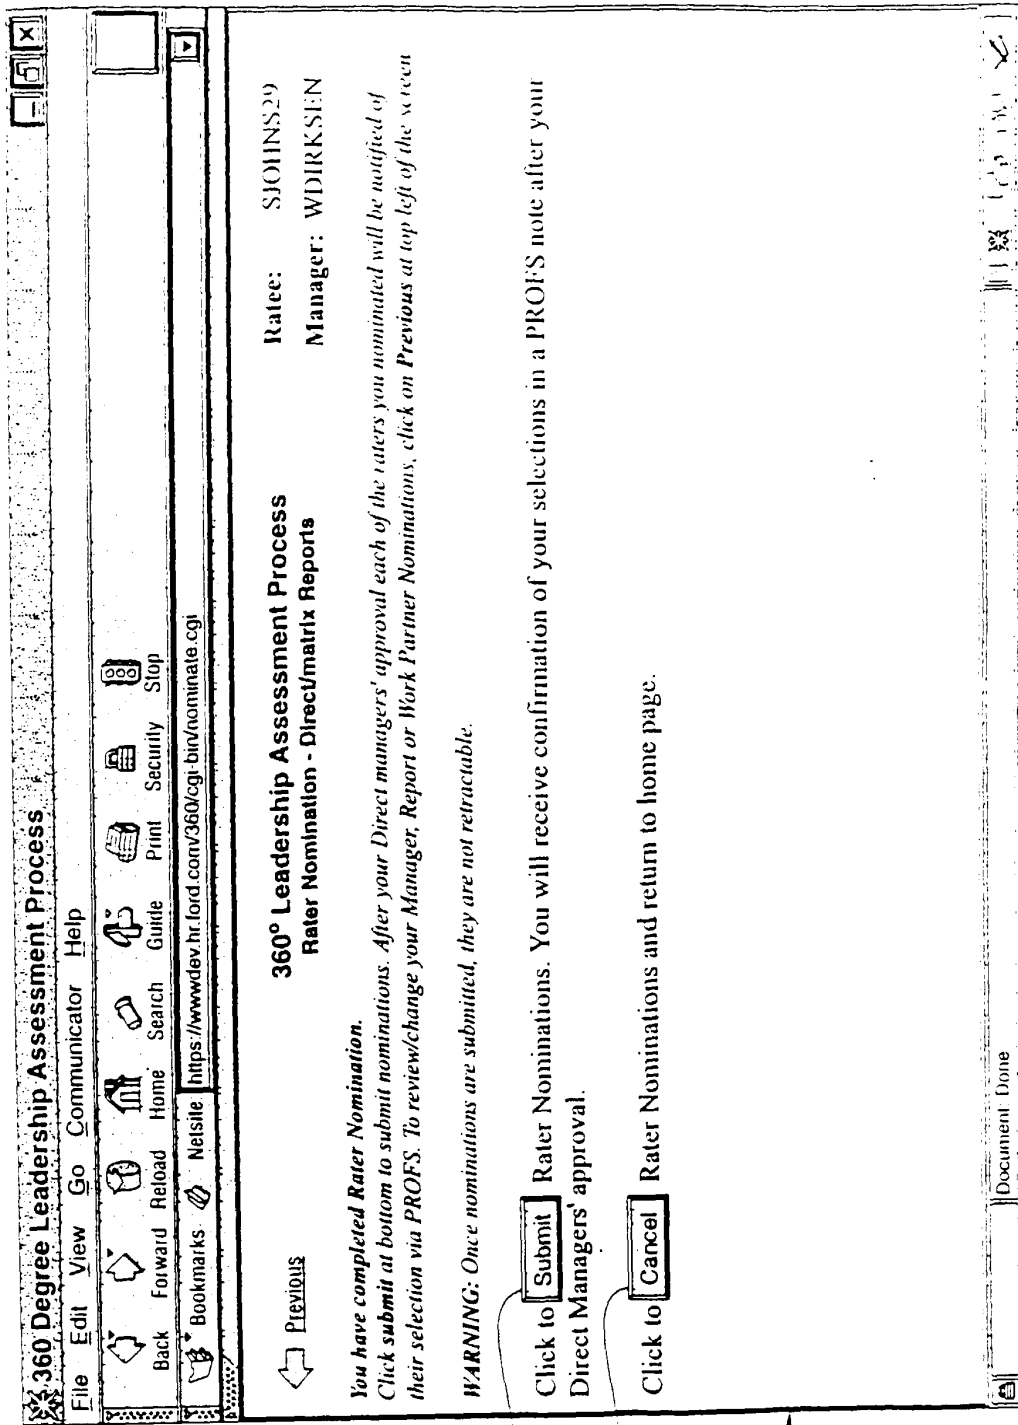 360 Degree Leadership Assessment Process
File Edit View Go Communicator Help
Back Forward Reload Home Search Guide Print Security Stop
Bookmarks Netsite https://wwwdev.hr.ford.com/360/cgi-bin/nominate.cgi
Previous
360° Leadership Assessment Process
Rater Nomination - Direct/matrix Reports
Ratee: SJOHNS29
Manager: WDIRKSEN
You have completed Rater Nomination.
Click submit at bottom to submit nominations. After your Direct managers' approval each of the raters you nominated will be notified of
their selection via PROFS. To review/change your Manager, Report or Work Partner Nominations, click on Previous at top left of the screen
WARNING: Once nominations are submitted, they are not retractable.
Click to Submit Rater Nominations. You will receive confirmation of your selections in a PROFS note after your
Direct Managers' approval.
Click to Cancel Rater Nominations and return to home page.
Document: Done